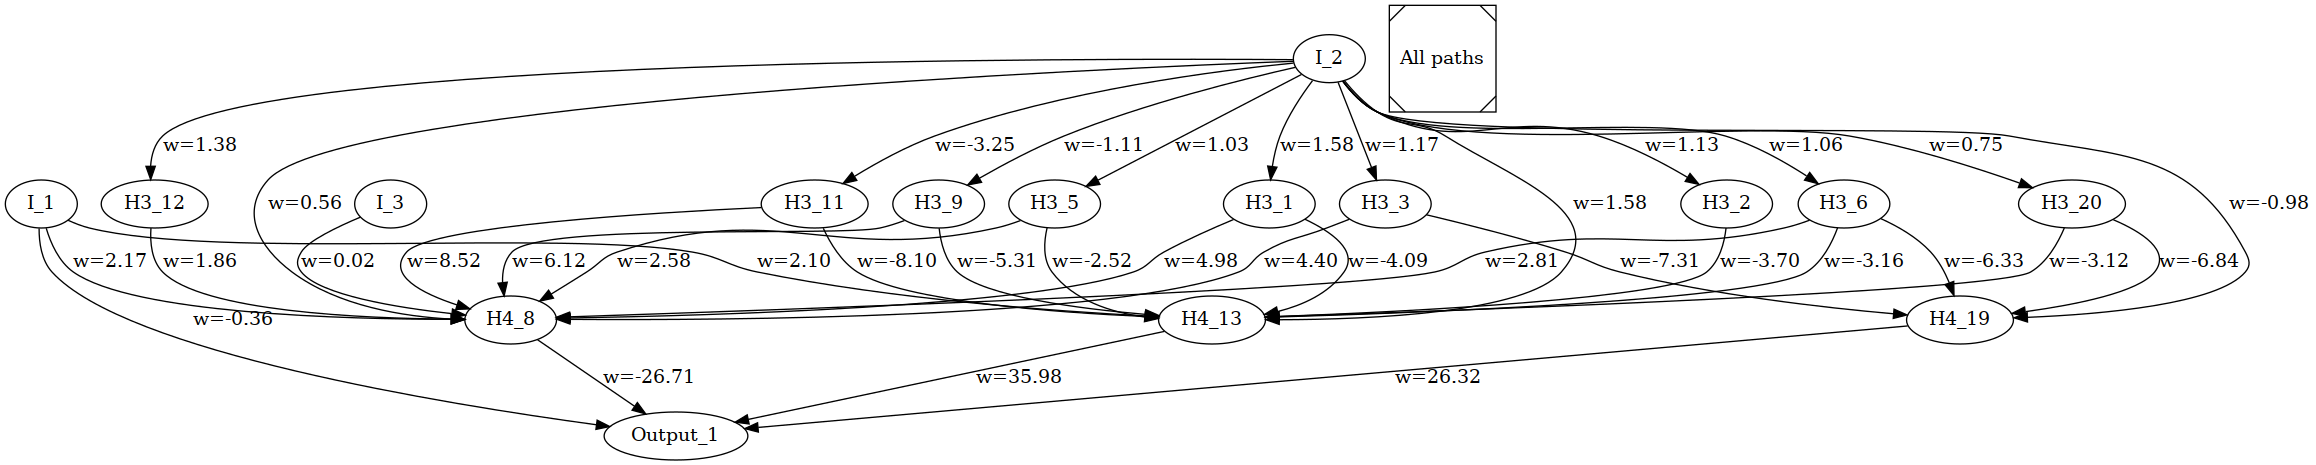 I_2
All paths
w=1.38
w=-3.25
w=-1.11
w=1.03
w=1.58
w=1.17
w=1.13
w=1.06
w=0.75
I_1
H3_12
w=0.56
I_3
H3_11
H3_9
H3_5
H3_1
H3_3
w=1.58
H3_2
H3_6
H3_20
w=-0.98
w=2.17
w=1.86
w=0.02
w=8.52
w=6.12
w=2.58
w=2.10
w=-8.10
w=-5.31
w=-2.52
w=4.98
w=4.40
w=-4.09
w=2.81
w=-7.31
w=-3.70
w=-3.16
w=-6.33
w=-3.12
w=-6.84
w=-0.36
H4_8
H4_13
H4_19
w=-26.71
w=35.98
w=26.32
Output_1